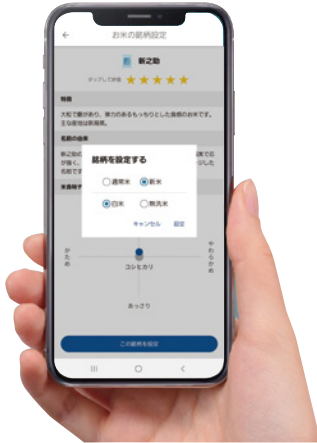 お米の銘柄設定
新之助
タップして評価 ★★★★★
特徴
大粒で艶があり、弾力のあるもっちりとした食感のお米です。
主な産地は新潟県。
名前の由来
銘柄を設定する
通常米 新米
白米 無洗米
キャンセル 設定
かため
やわらかめ
コシヒカリ
あっさり
この銘柄を設定